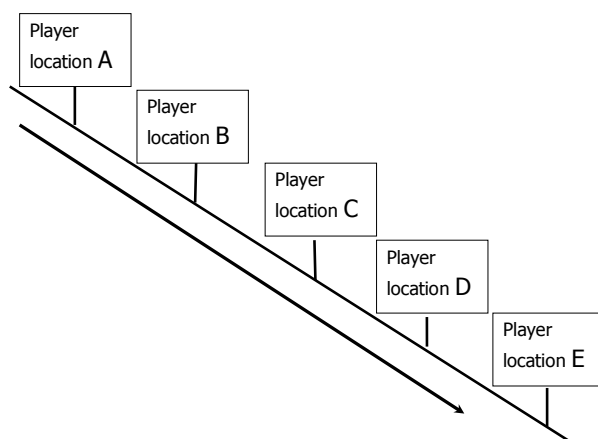 Player
location A
Player
location B
Player
location C
Player
location D
Player
location E